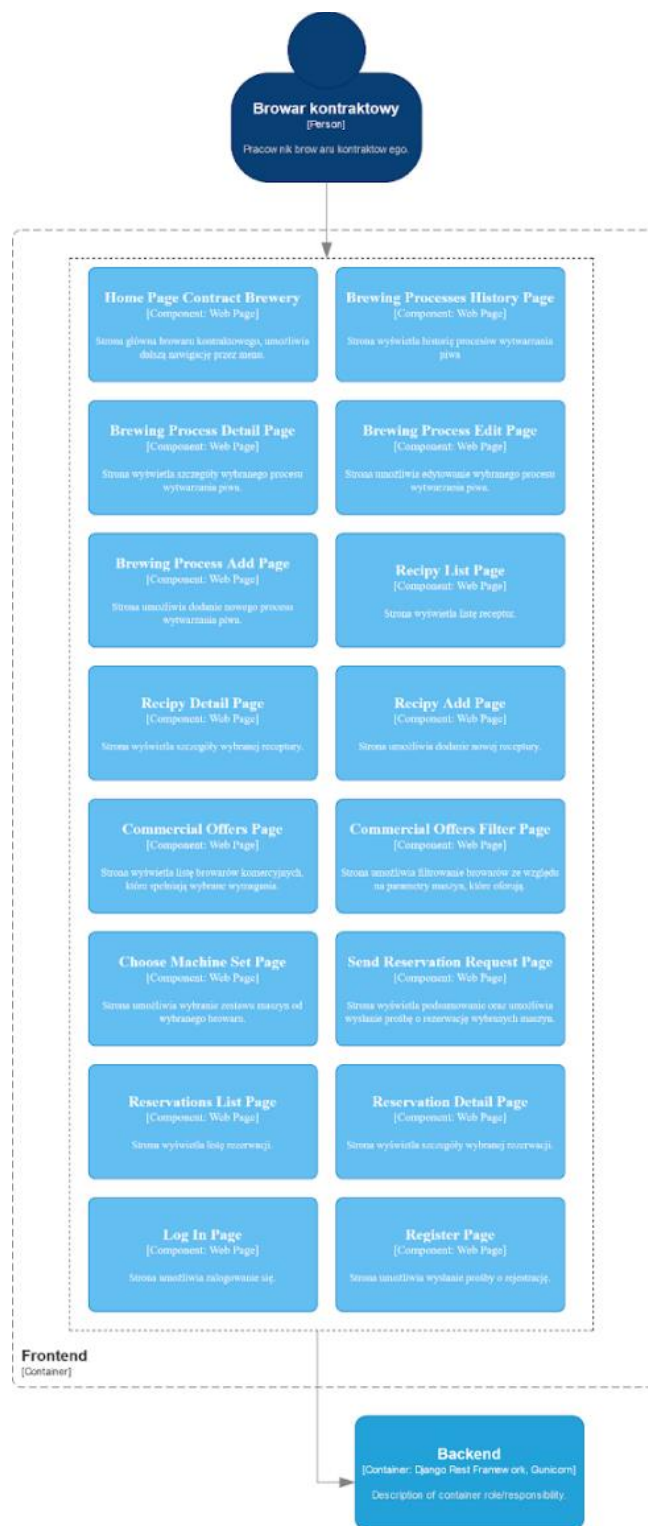 Browar kontraktowy
[Person]
Pracownik browaru kontraktowego.
Home Page Contract Brewery
[Component: Web Page]
Strona główna browaru kontraktowego, umożliwia
dalszą nawigację przez menu.
Brewing Processes History Page
[Component: Web Page]
Strona wyświetla historię procesów wytwarzania
piwa
Brewing Process Detail Page
[Component: Web Page]
Strona wyświetla szczegóły wybranego procesu
wytwarzania piwa.
Brewing Process Edit Page
[Component: Web Page]
Strona umożliwia edytowanie wybranego procesu
wytwarzania piwa.
Brewing Process Add Page
[Component: Web Page]
Strona umożliwia dodanie nowego procesu
wytwarzania piwa.
Recipy List Page
[Component: Web Page]
Strona wyświetla listę receptur.
Recipy Detail Page
[Component: Web Page]
Strona wyświetla szczegóły wybranej receptury.
Recipy Add Page
[Component: Web Page]
Strona umożliwia dodanie nowej receptury.
Commercial Offers Page
[Component: Web Page]
Strona wyświetla listę browarów komercyjnych,
które spełniają wybrane wymagania.
Commercial Offers Filter Page
[Component: Web Page]
Strona umożliwia filtrowanie browarów ze względu
na parametry maszyn, które oferują.
Choose Machine Set Page
[Component: Web Page]
Strona umożliwia wybranie zestawu maszyn od
wybranego browaru.
Send Reservation Request Page
[Component: Web Page]
Strona wyświetla podsumowanie oraz umożliwia
wysłanie prośbę o rezerwację wybranych maszyn.
Reservations List Page
[Component: Web Page]
Strona wyświetla listę rezerwacji.
Reservation Detail Page
[Component: Web Page]
Strona wyświetla szczegóły wybranej rezerwacji.
Log In Page
[Component: Web Page]
Strona umożliwia zalogowanie się.
Register Page
[Component: Web Page]
Strona umożliwia wysłanie prośby o rejestrację.
Frontend
[Container]
Backend
[Container: Django Rest Framework, Gunicorn]
Description of container role/responsibility.